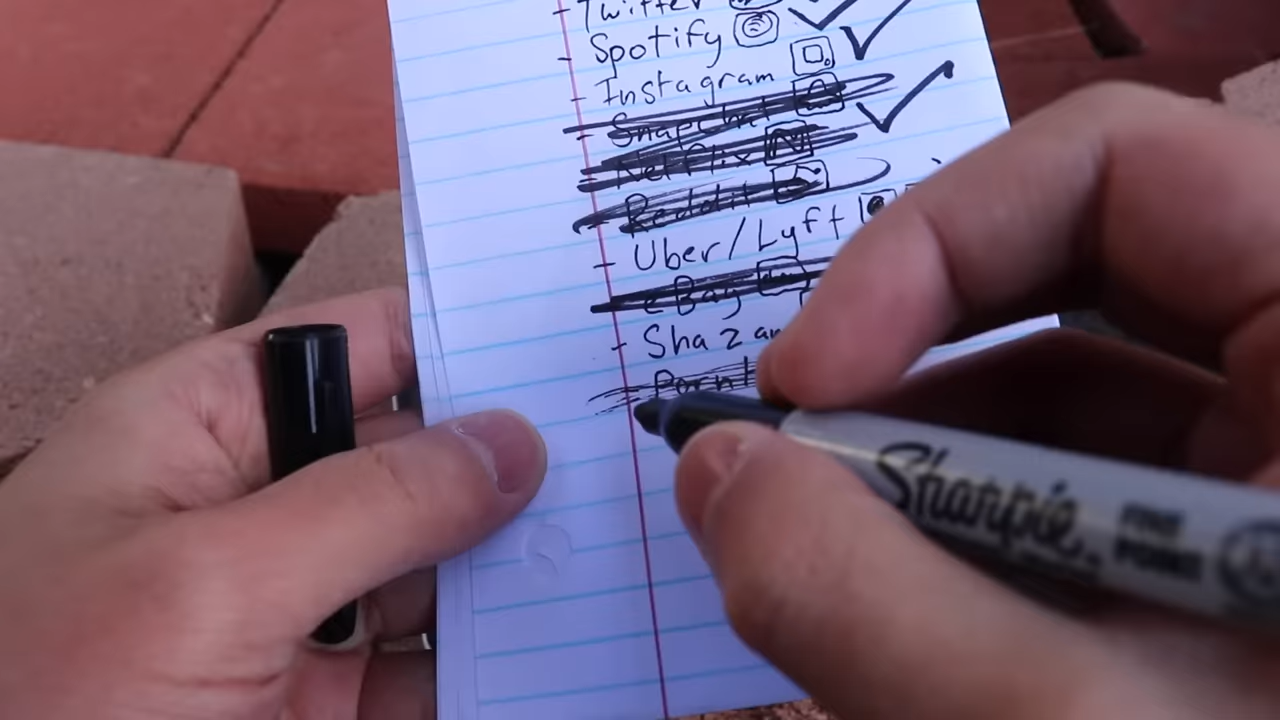 - Twitter
- Spotify
- Instagram
- Snapchat
- Netflix
- Reddit
- Uber/Lyft
- eBay
- Shazam
Sharpie
FINE
POINT